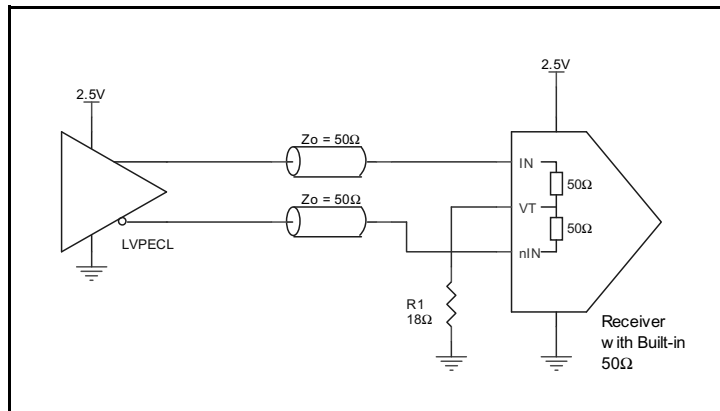 2.5V
2.5V
Zo = 50Ω
IN
50Ω
Zo = 50Ω
VT
50Ω
nIN
LVPECL
R1
18Ω
Receiver
with Built-in
50Ω